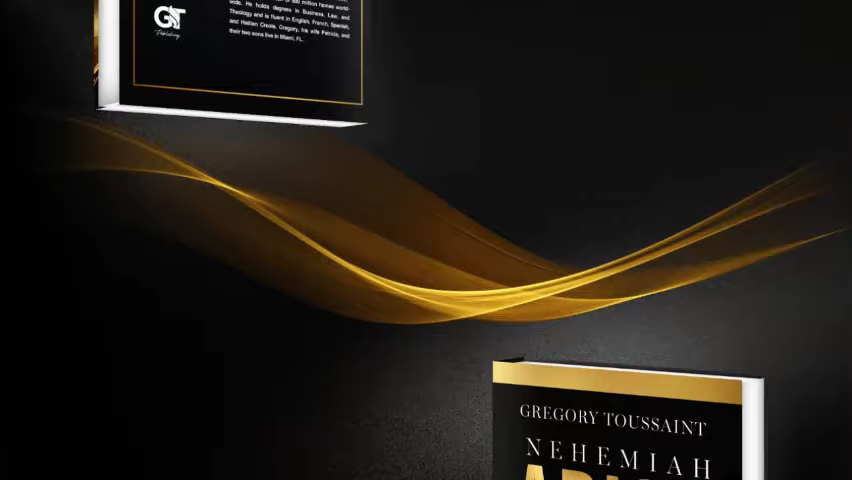 of 500 million homes world-
wide. He holds degrees in Business, Law, and
Theology and is fluent in English, French, Spanish,
and Haitian Creole. Gregory, his wife Patricia, and
their two sons live in Miami, FL.
GT
Publishing
GREGORY TOUSSAINT
NEHEMIAH